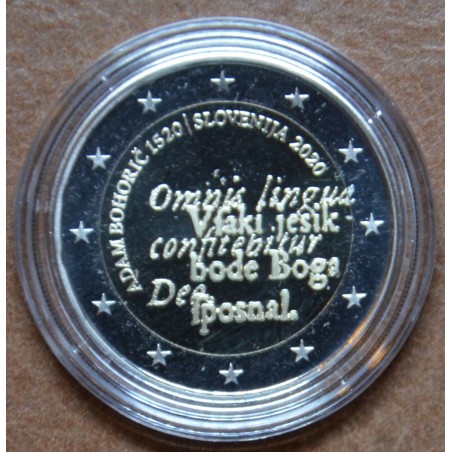 ADAM BOHORIČ 1520 | SLOVENIJA 2020
Omnis lingua
Vſaki jeſik
confitebitur
bode Boga
Deo
ſposnal.